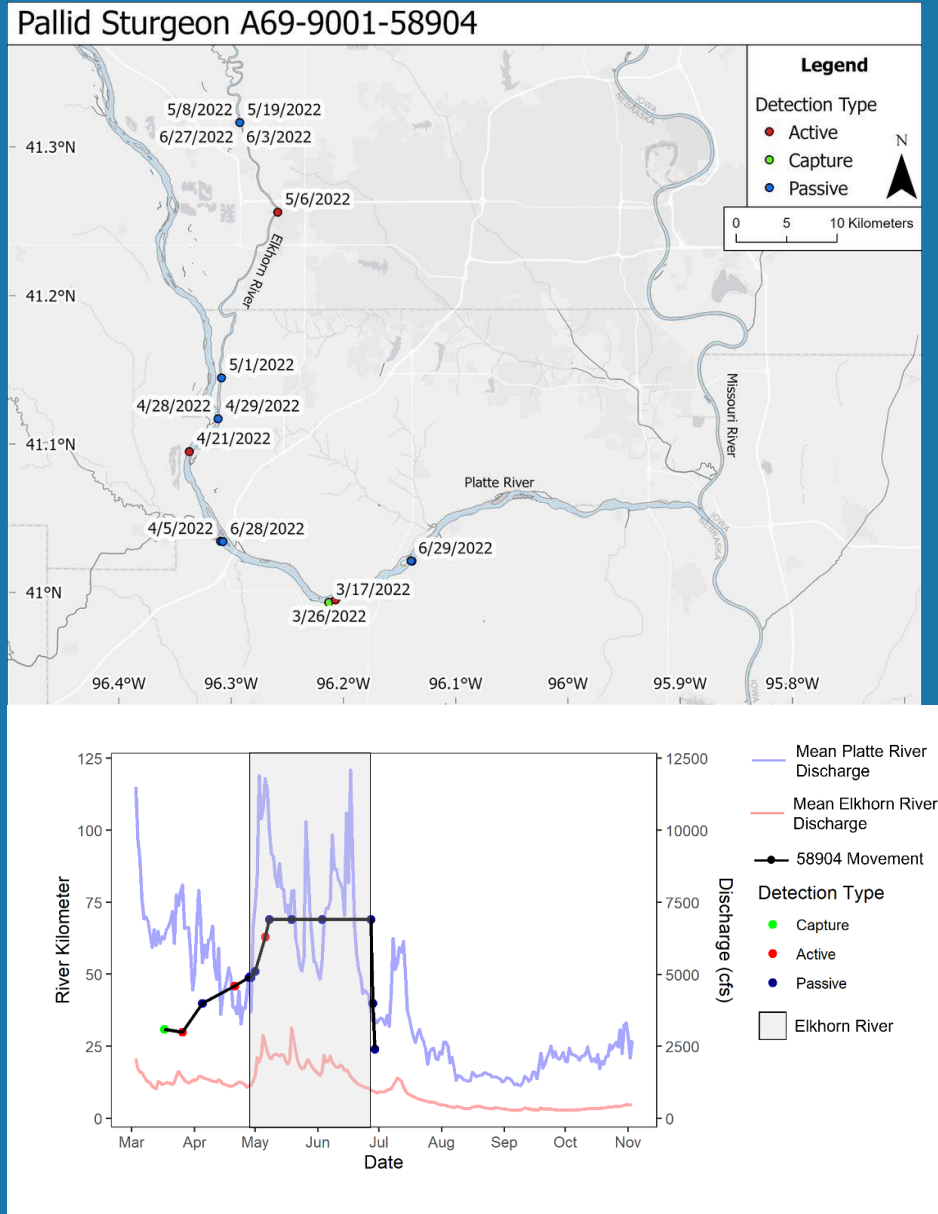 Pallid Sturgeon A69-9001-58904
Legend
Detection Type
Active
Capture
Passive
N
0 5 10 Kilometers
IOWA
NEBRASKA
5/8/2022 5/19/2022
6/27/2022 6/3/2022
41.3°N
5/6/2022
Elkhorn River
41.2°N
5/1/2022
4/28/2022 4/29/2022
4/21/2022
41.1°N
Missouri River
Platte River
4/5/2022 6/28/2022
IOWA
NEBRASKA
6/29/2022
41°N
3/17/2022
3/26/2022
96.4°W 96.3°W 96.2°W 96.1°W 96°W 95.9°W 95.8°W
IOWA
125
100
75
50
25
0
River Kilometer
12500
10000
7500
5000
2500
0
Discharge (cfs)
Mar Apr May Jun Jul Aug Sep Oct Nov
Date
Mean Platte River
Discharge
Mean Elkhorn River
Discharge
58904 Movement
Detection Type
Capture
Active
Passive
Elkhorn River